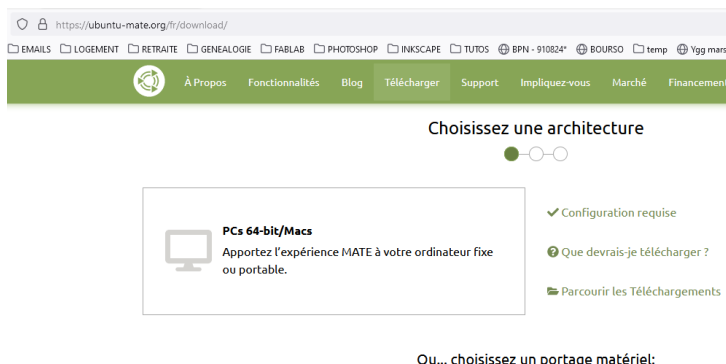 https://ubuntu-mate.org/fr/download/
EMAILS LOGEMENT RETRAITE GENEALOGIE FABLAB PHOTOSHOP INKSCAPE TUTOS BPN - 910824* BOURSO temp Ygg mars
À Propos Fonctionnalités Blog Télécharger Support Impliquez-vous Marché Financement
Choisissez une architecture
PCs 64-bit/Macs
Apportez l'expérience MATE à votre ordinateur fixe
ou portable.
Configuration requise
Que devrais-je télécharger ?
Parcourir les Téléchargements
Ou... choisissez un portage matériel: